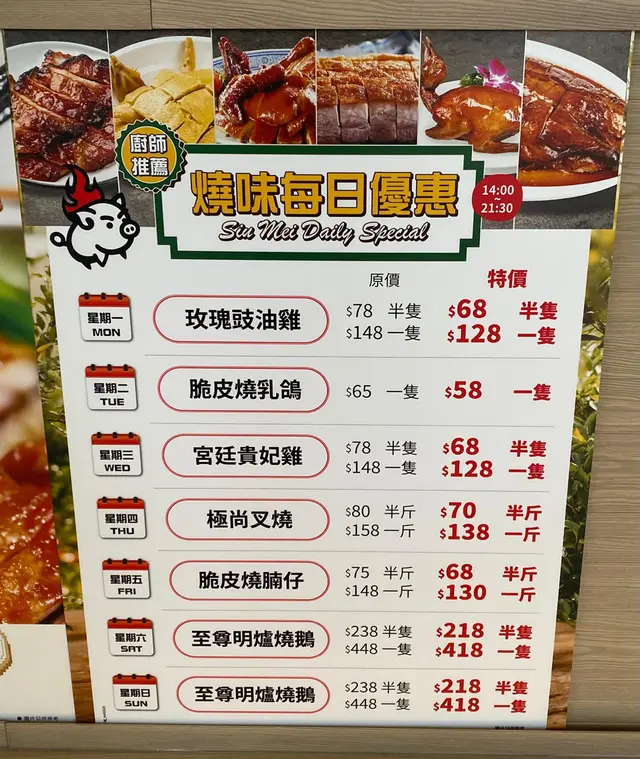 廚師
推薦
燒味每日優惠
Siu Mei Daily Special
14:00
~
21:30
原價 特價
星期一
MON
玫瑰豉油雞
$78 半隻 $68 半隻
$148 一隻 $128 一隻
星期二
TUE
脆皮燒乳鴿
$65 一隻 $58 一隻
星期三
WED
宮廷貴妃雞
$78 半隻 $68 半隻
$148 一隻 $128 一隻
星期四
THU
極尚叉燒
$80 半斤 $70 半斤
$158 一斤 $138 一斤
星期五
FRI
脆皮燒腩仔
$75 半斤 $68 半斤
$148 一斤 $130 一斤
星期六
SAT
至尊明爐燒鵝
$238 半隻 $218 半隻
$448 一隻 $418 一隻
星期日
SUN
至尊明爐燒鵝
$238 半隻 $218 半隻
$448 一隻 $418 一隻